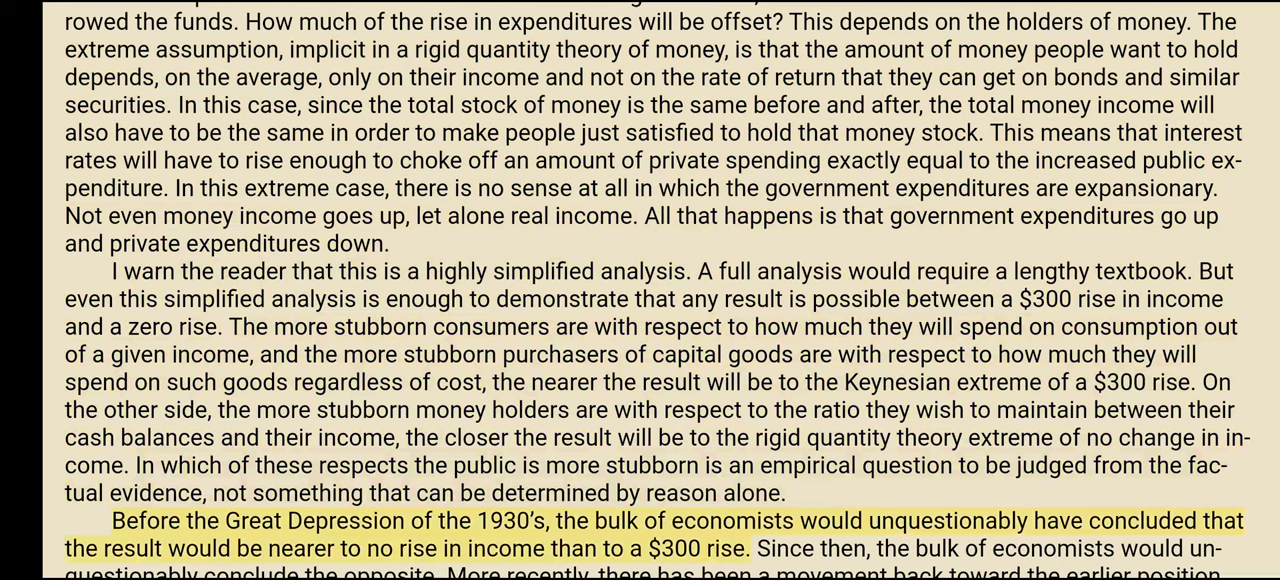 rowed the funds. How much of the rise in expenditures will be offset? This depends on the holders of money. The
extreme assumption, implicit in a rigid quantity theory of money, is that the amount of money people want to hold
depends, on the average, only on their income and not on the rate of return that they can get on bonds and similar
securities. In this case, since the total stock of money is the same before and after, the total money income will
also have to be the same in order to make people just satisfied to hold that money stock. This means that interest
rates will have to rise enough to choke off an amount of private spending exactly equal to the increased public ex-
penditure. In this extreme case, there is no sense at all in which the government expenditures are expansionary.
Not even money income goes up, let alone real income. All that happens is that government expenditures go up
and private expenditures down.
I warn the reader that this is a highly simplified analysis. A full analysis would require a lengthy textbook. But
even this simplified analysis is enough to demonstrate that any result is possible between a $300 rise in income
and a zero rise. The more stubborn consumers are with respect to how much they will spend on consumption out
of a given income, and the more stubborn purchasers of capital goods are with respect to how much they will
spend on such goods regardless of cost, the nearer the result will be to the Keynesian extreme of a $300 rise. On
the other side, the more stubborn money holders are with respect to the ratio they wish to maintain between their
cash balances and their income, the closer the result will be to the rigid quantity theory extreme of no change in in-
come. In which of these respects the public is more stubborn is an empirical question to be judged from the fac-
tual evidence, not something that can be determined by reason alone.
Before the Great Depression of the 1930’s, the bulk of economists would unquestionably have concluded that
the result would be nearer to no rise in income than to a $300 rise. Since then, the bulk of economists would un-
questionably conclude the opposite. More recently, there has been a movement back toward the earlier position.